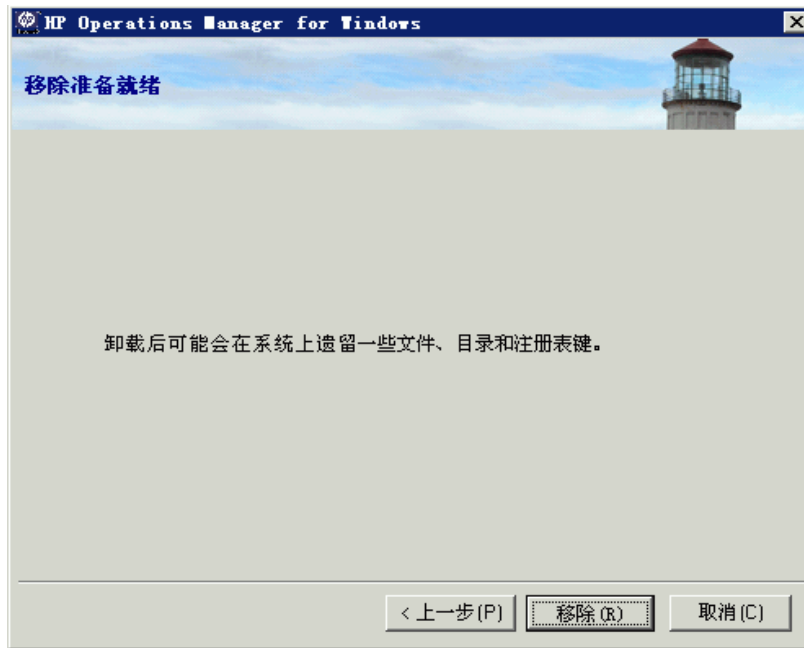 HP Operations Manager for Windows
移除准备就绪
卸载后可能会在系统上遗留一些文件、目录和注册表键。
< 上一步(P) 移除(R) 取消(C)